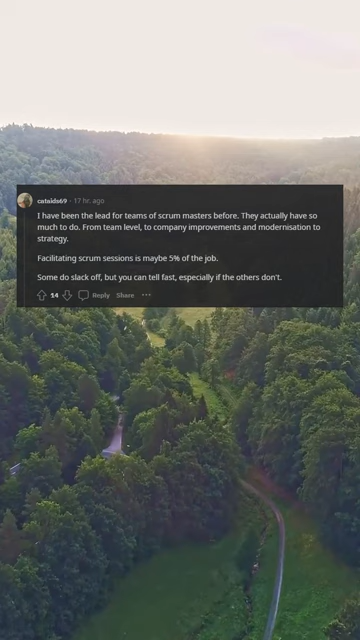 cateids69 · 17 hr. ago
I have been the lead for teams of scrum masters before. They actually have so
much to do. From team level, to company improvements and modernisation to
strategy.
Facilitating scrum sessions is maybe 5% of the job.
Some do slack off, but you can tell fast, especially if the others don't.
14 Reply Share ···